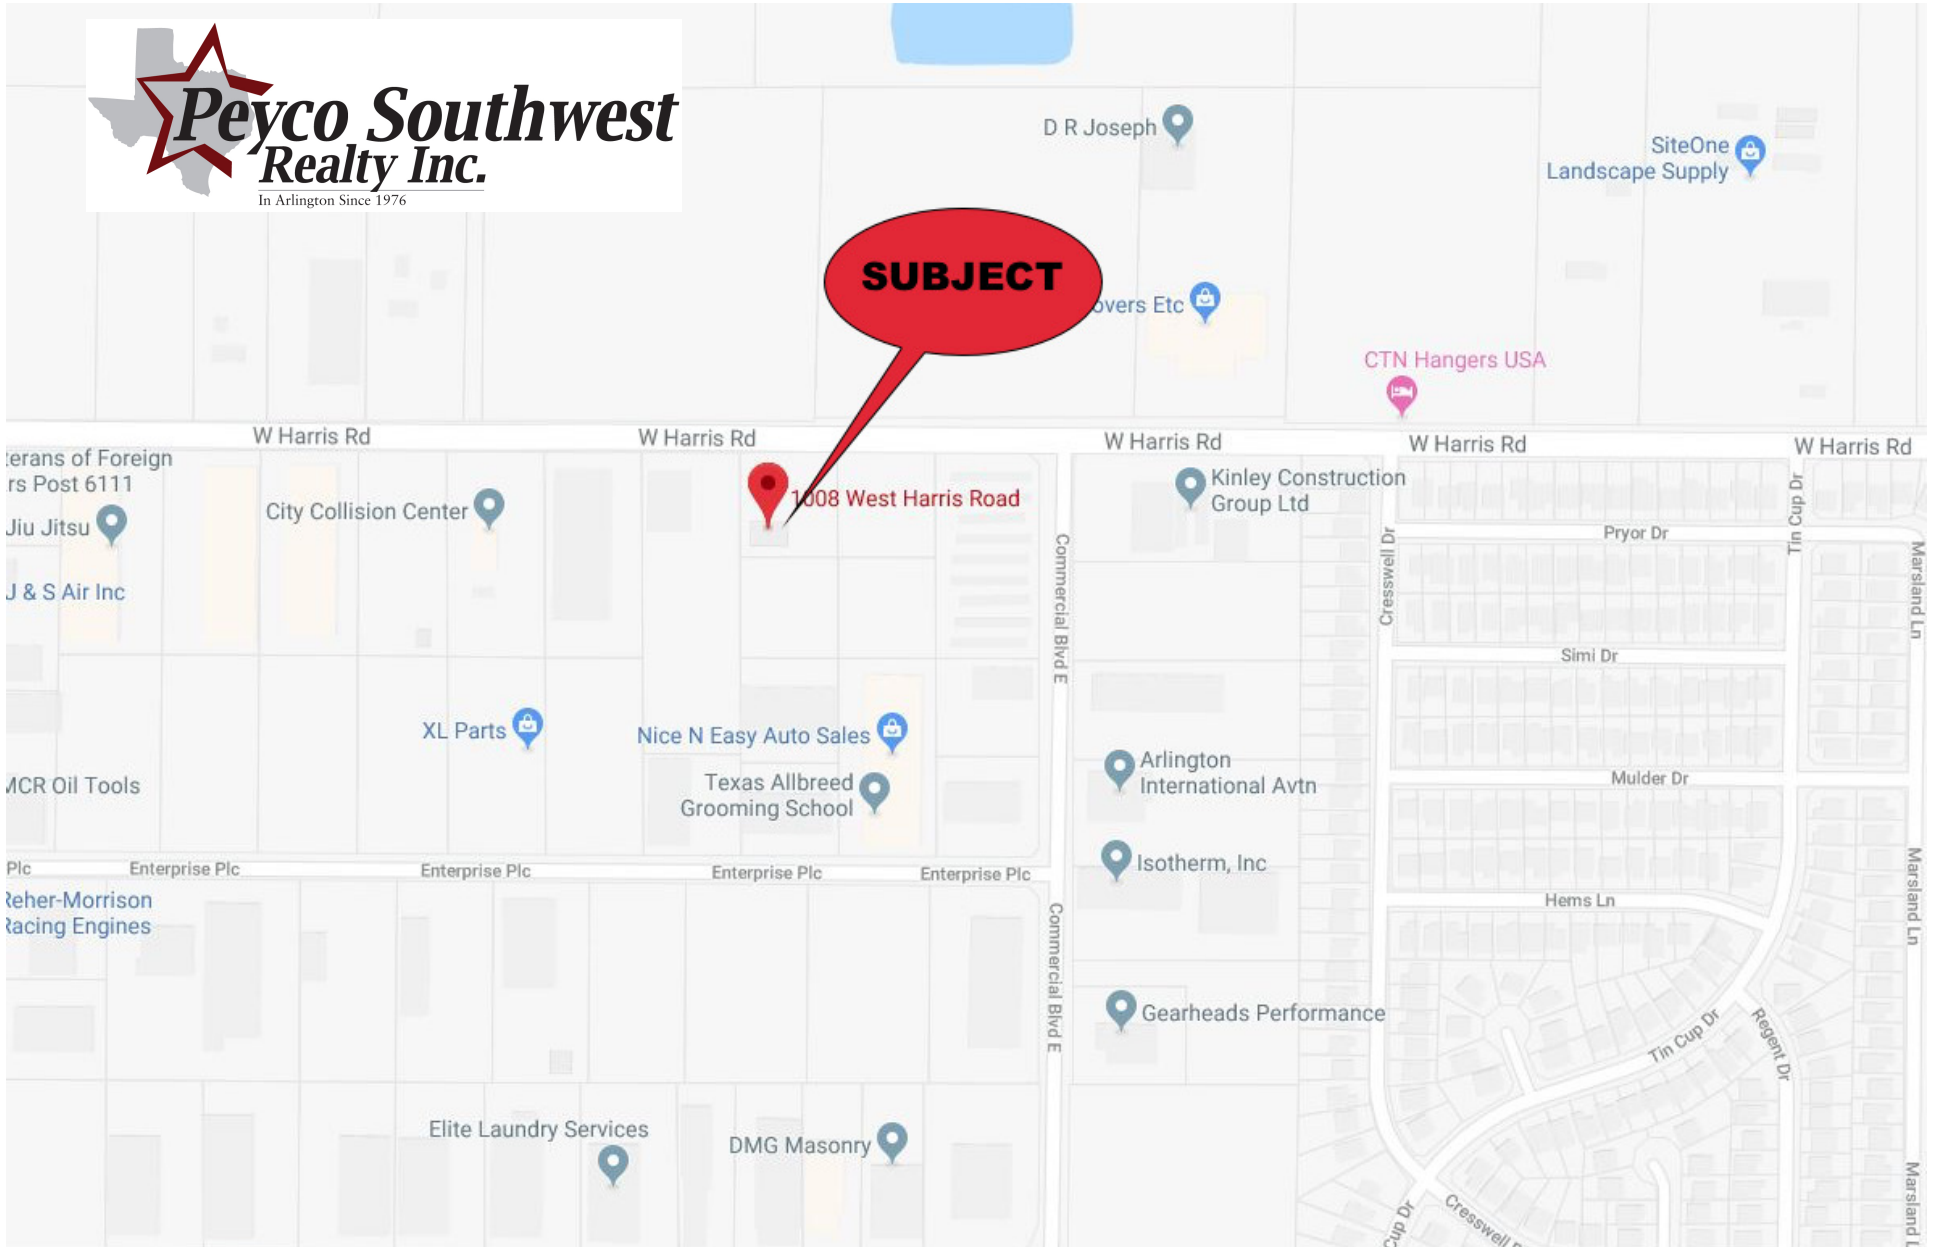 Peyco Southwest
Realty Inc.
In Arlington Since 1976
D R Joseph
SiteOne
Landscape Supply
SUBJECT
overs Etc
CTN Hangers USA
W Harris Rd
W Harris Rd
W Harris Rd
W Harris Rd
W Harris Rd
terans of Foreign
rs Post 6111
Jiu Jitsu
City Collision Center
1008 West Harris Road
Kinley Construction
Group Ltd
Pryor Dr
Tin Cup Dr
Cresswell Dr
Commercial Blvd E
Marsland Ln
J & S Air Inc
Simi Dr
XL Parts
Nice N Easy Auto Sales
Texas Allbreed
Grooming School
Arlington
International Avtn
Mulder Dr
MCR Oil Tools
Isotherm, Inc
Plc
Enterprise Plc
Enterprise Plc
Enterprise Plc
Enterprise Plc
Reher-Morrison
Racing Engines
Hems Ln
Marsland Ln
Commercial Blvd E
Gearheads Performance
Tin Cup Dr
Regent Dr
Elite Laundry Services
DMG Masonry
Cup Dr
Cresswell
Marsland L